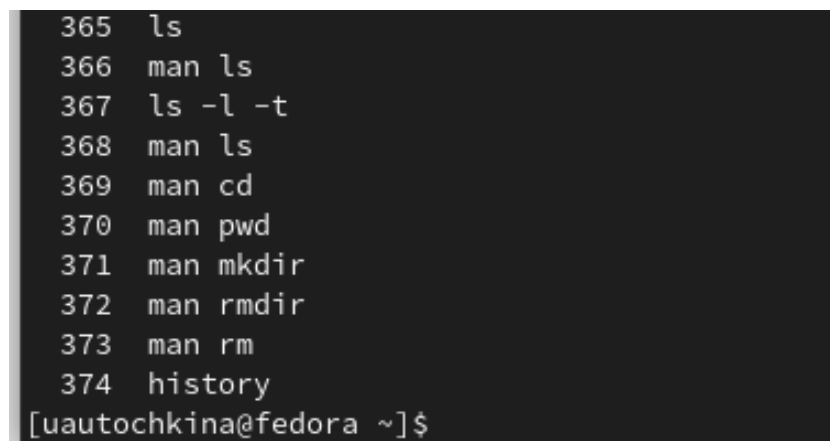 365 ls
366 man ls
367 ls -l -t
368 man ls
369 man cd
370 man pwd
371 man mkdir
372 man rmdir
373 man rm
374 history
[uautochkina@fedora ~]$